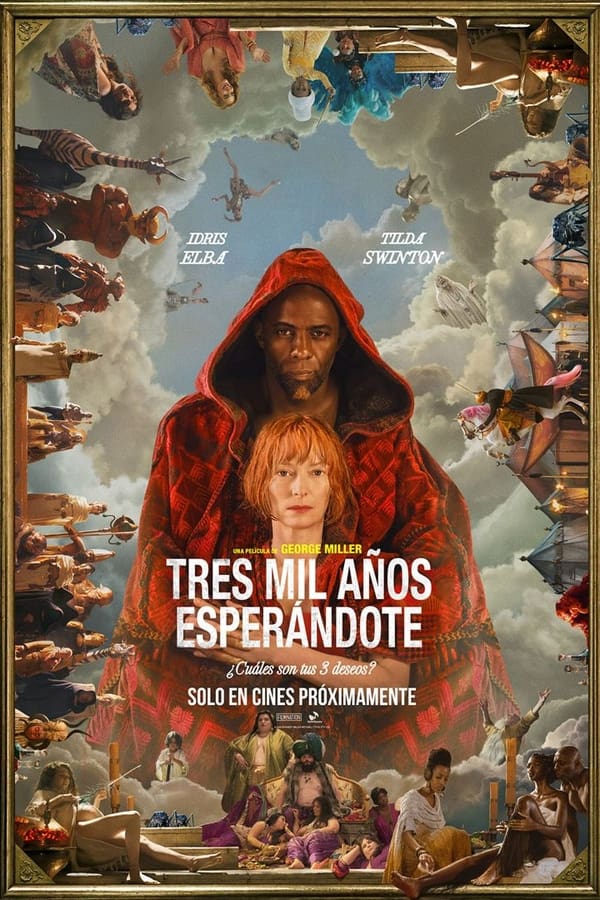 IDRIS
ELBA
TILDA
SWINTON
UNA PELÍCULA DE GEORGE MILLER
TRES MIL AÑOS
ESPERÁNDOTE
¿Cuáles son tus 3 deseos?
SOLO EN CINES PRÓXIMAMENTE
FILMNATION